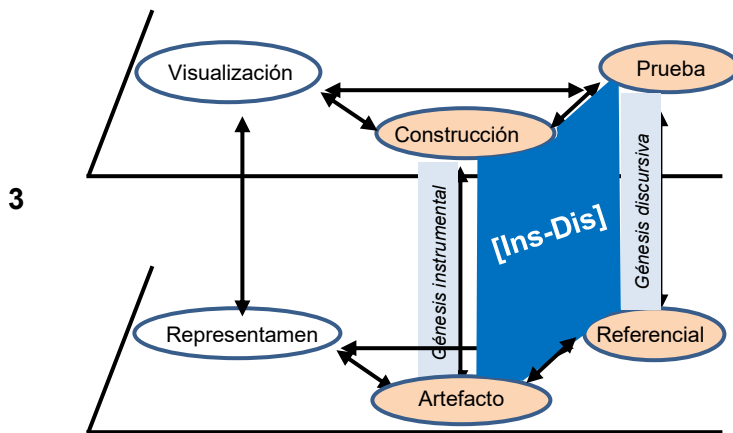 Visualización
Prueba
Construcción
3
Génesis instrumental
[Ins-Dis]
Génesis discursiva
Representamen
Referencial
Artefacto